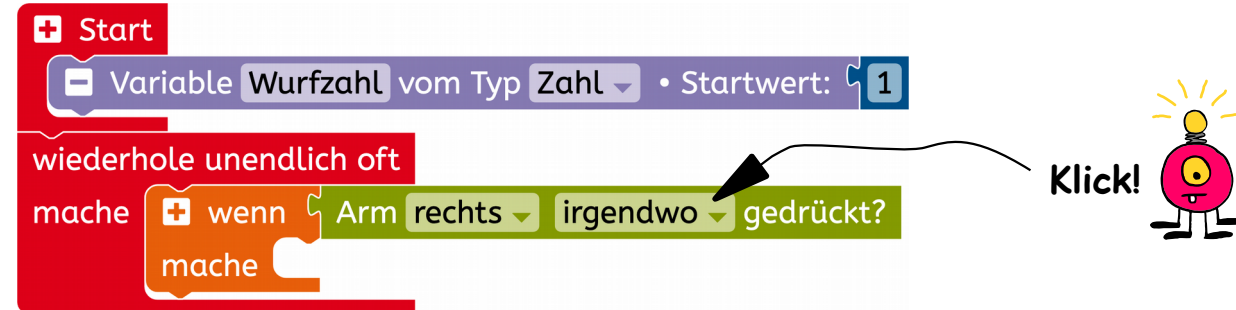 Start
Variable Wurfzahl vom Typ Zahl • Startwert: 1
wiederhole unendlich oft
mache wenn Arm rechts irgendwo gedrückt?
mache
Klick!